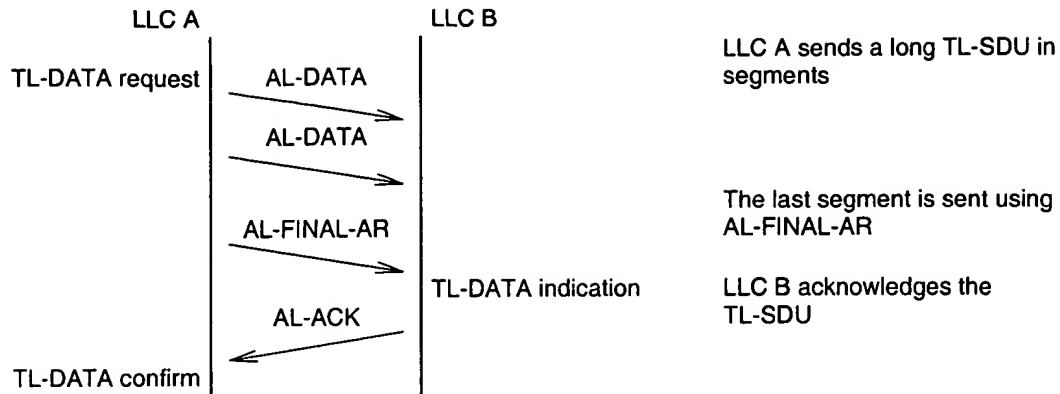 LLC A
LLC B
LLC A sends a long TL-SDU in
segments
TL-DATA request
AL-DATA
AL-DATA
The last segment is sent using
AL-FINAL-AR
AL-FINAL-AR
TL-DATA indication
LLC B acknowledges the
TL-SDU
AL-ACK
TL-DATA confirm